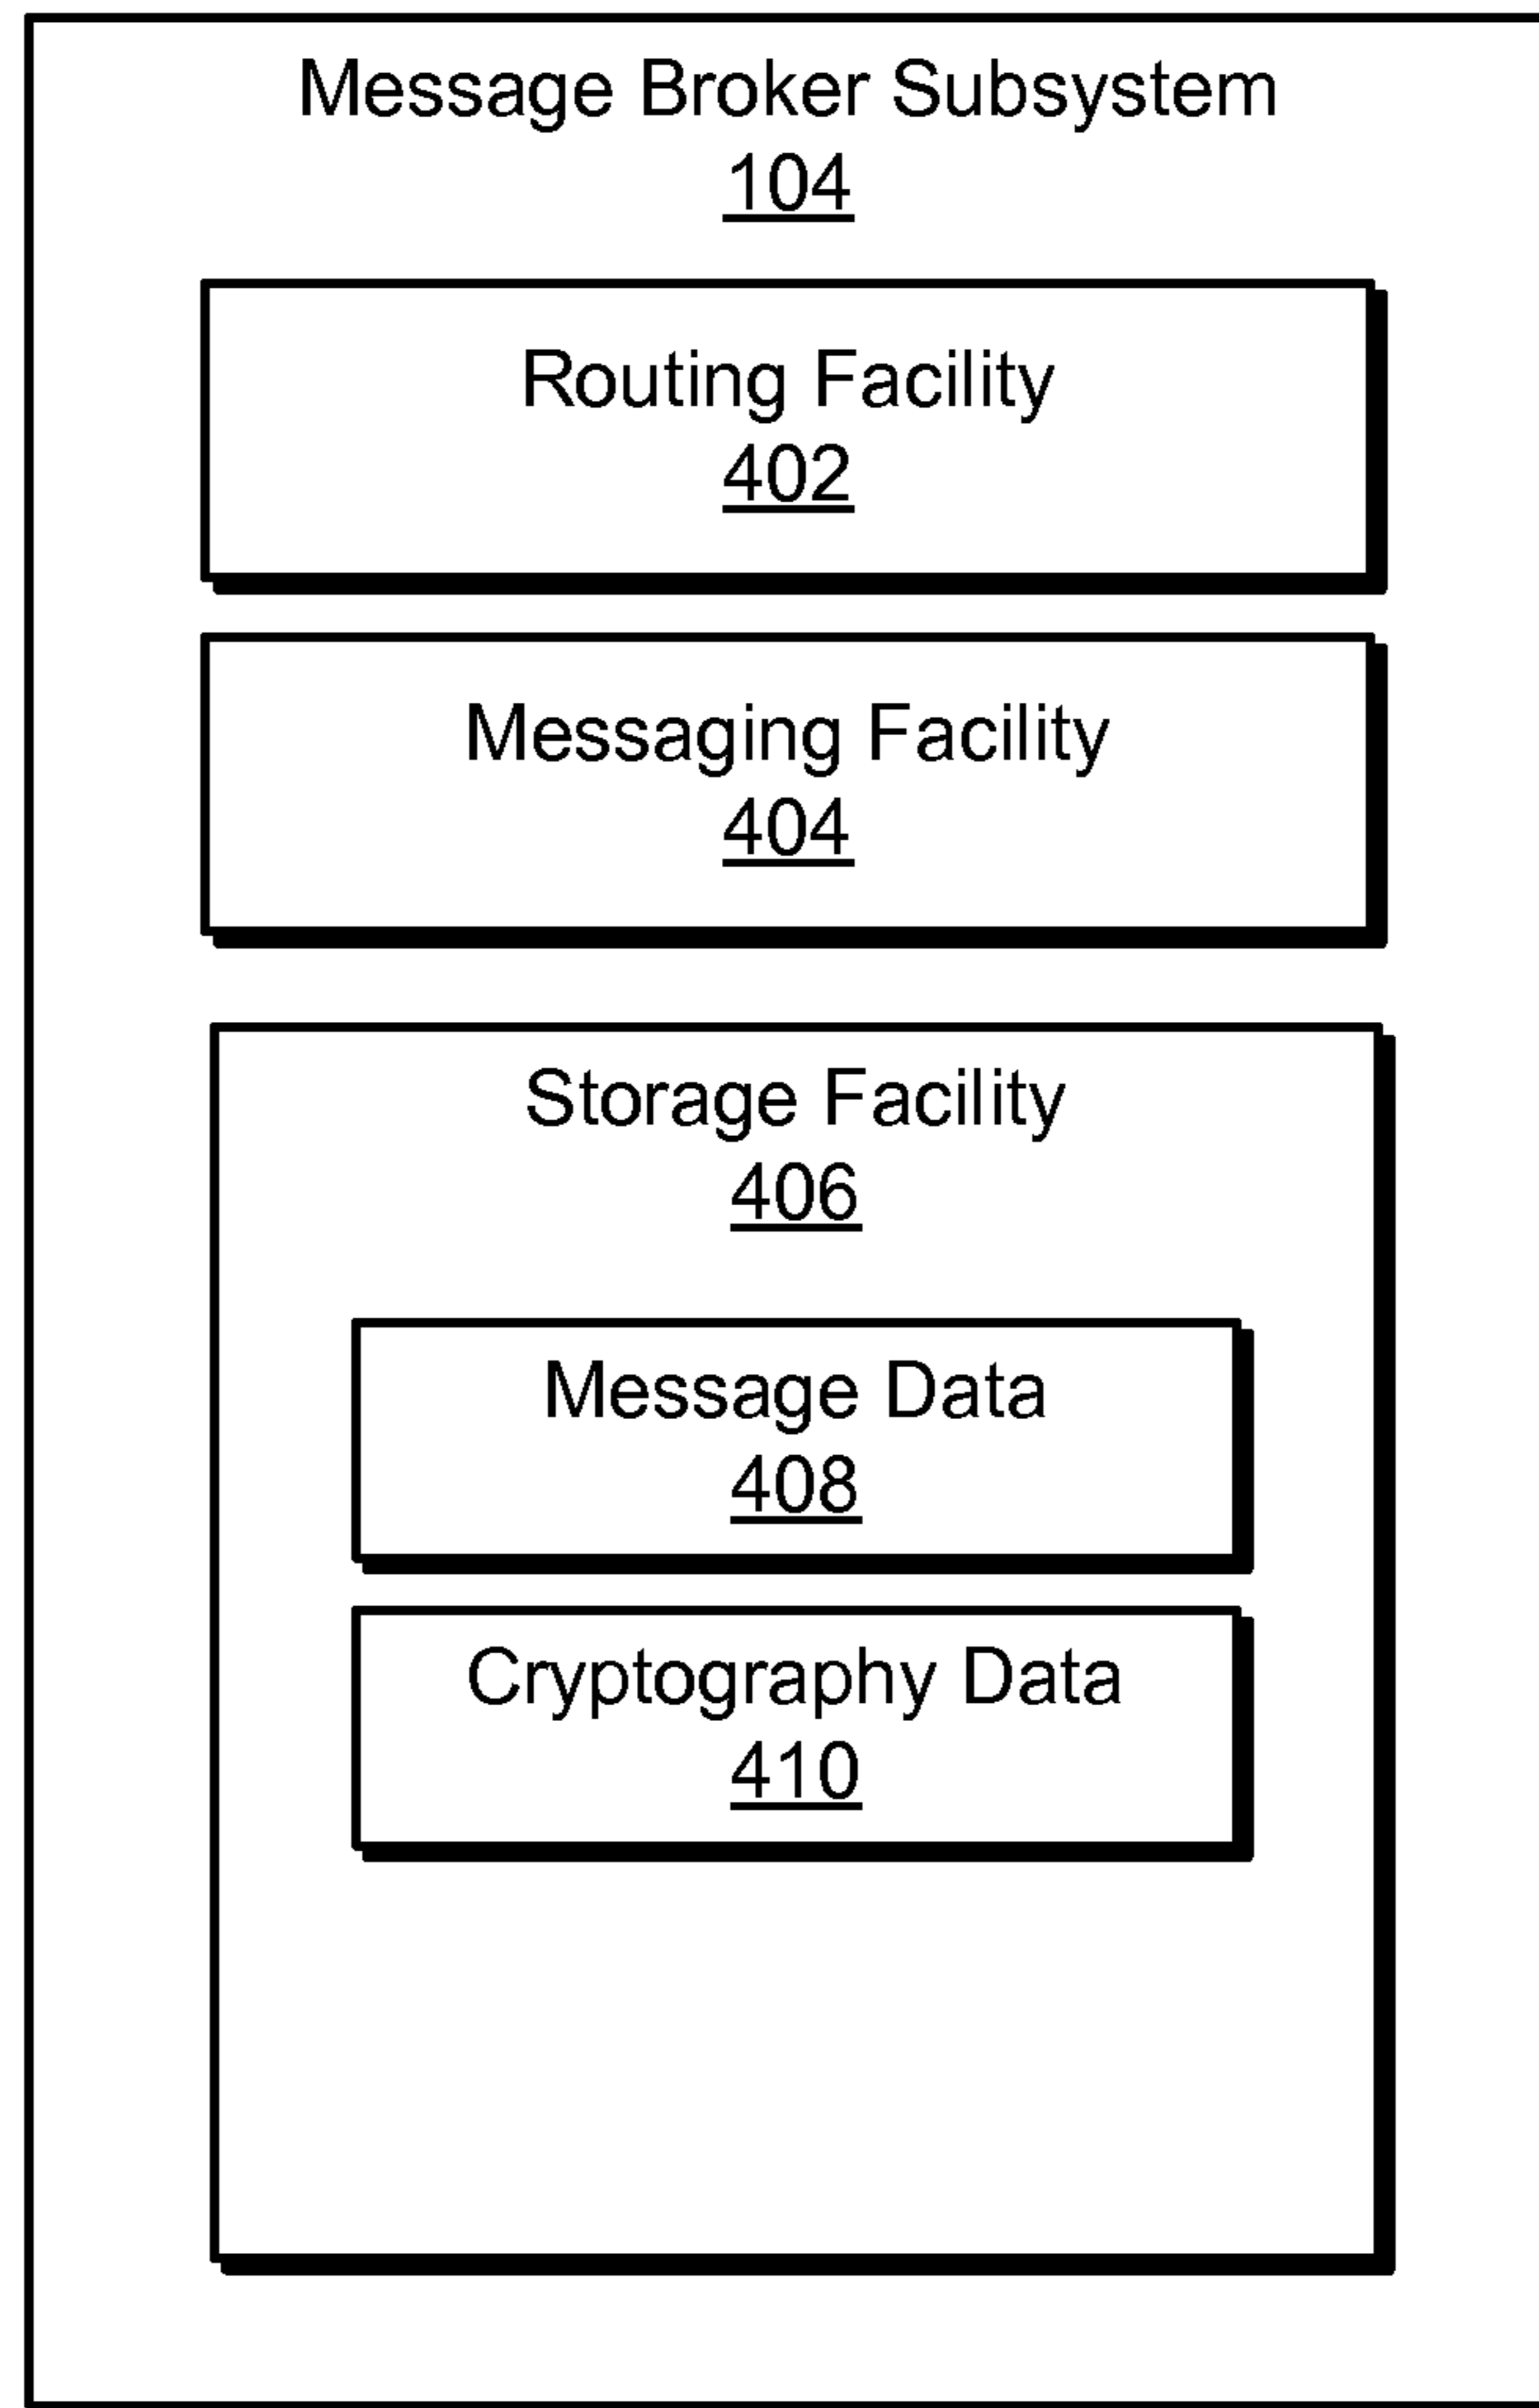 Message Broker Subsystem
104
Routing Facility
402
Messaging Facility
404
Storage Facility
406
Message Data
408
Cryptography Data
410